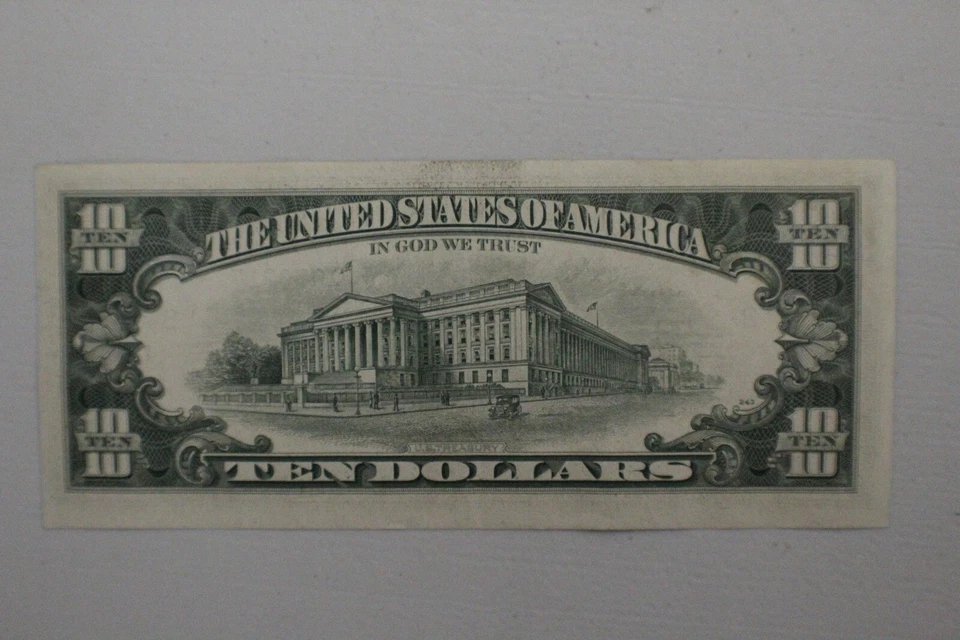 10 TEN 10
THE UNITED STATES OF AMERICA
10 TEN 10
IN GOD WE TRUST
U.S. TREASURY
10 TEN 10
TEN DOLLARS
10 TEN 10